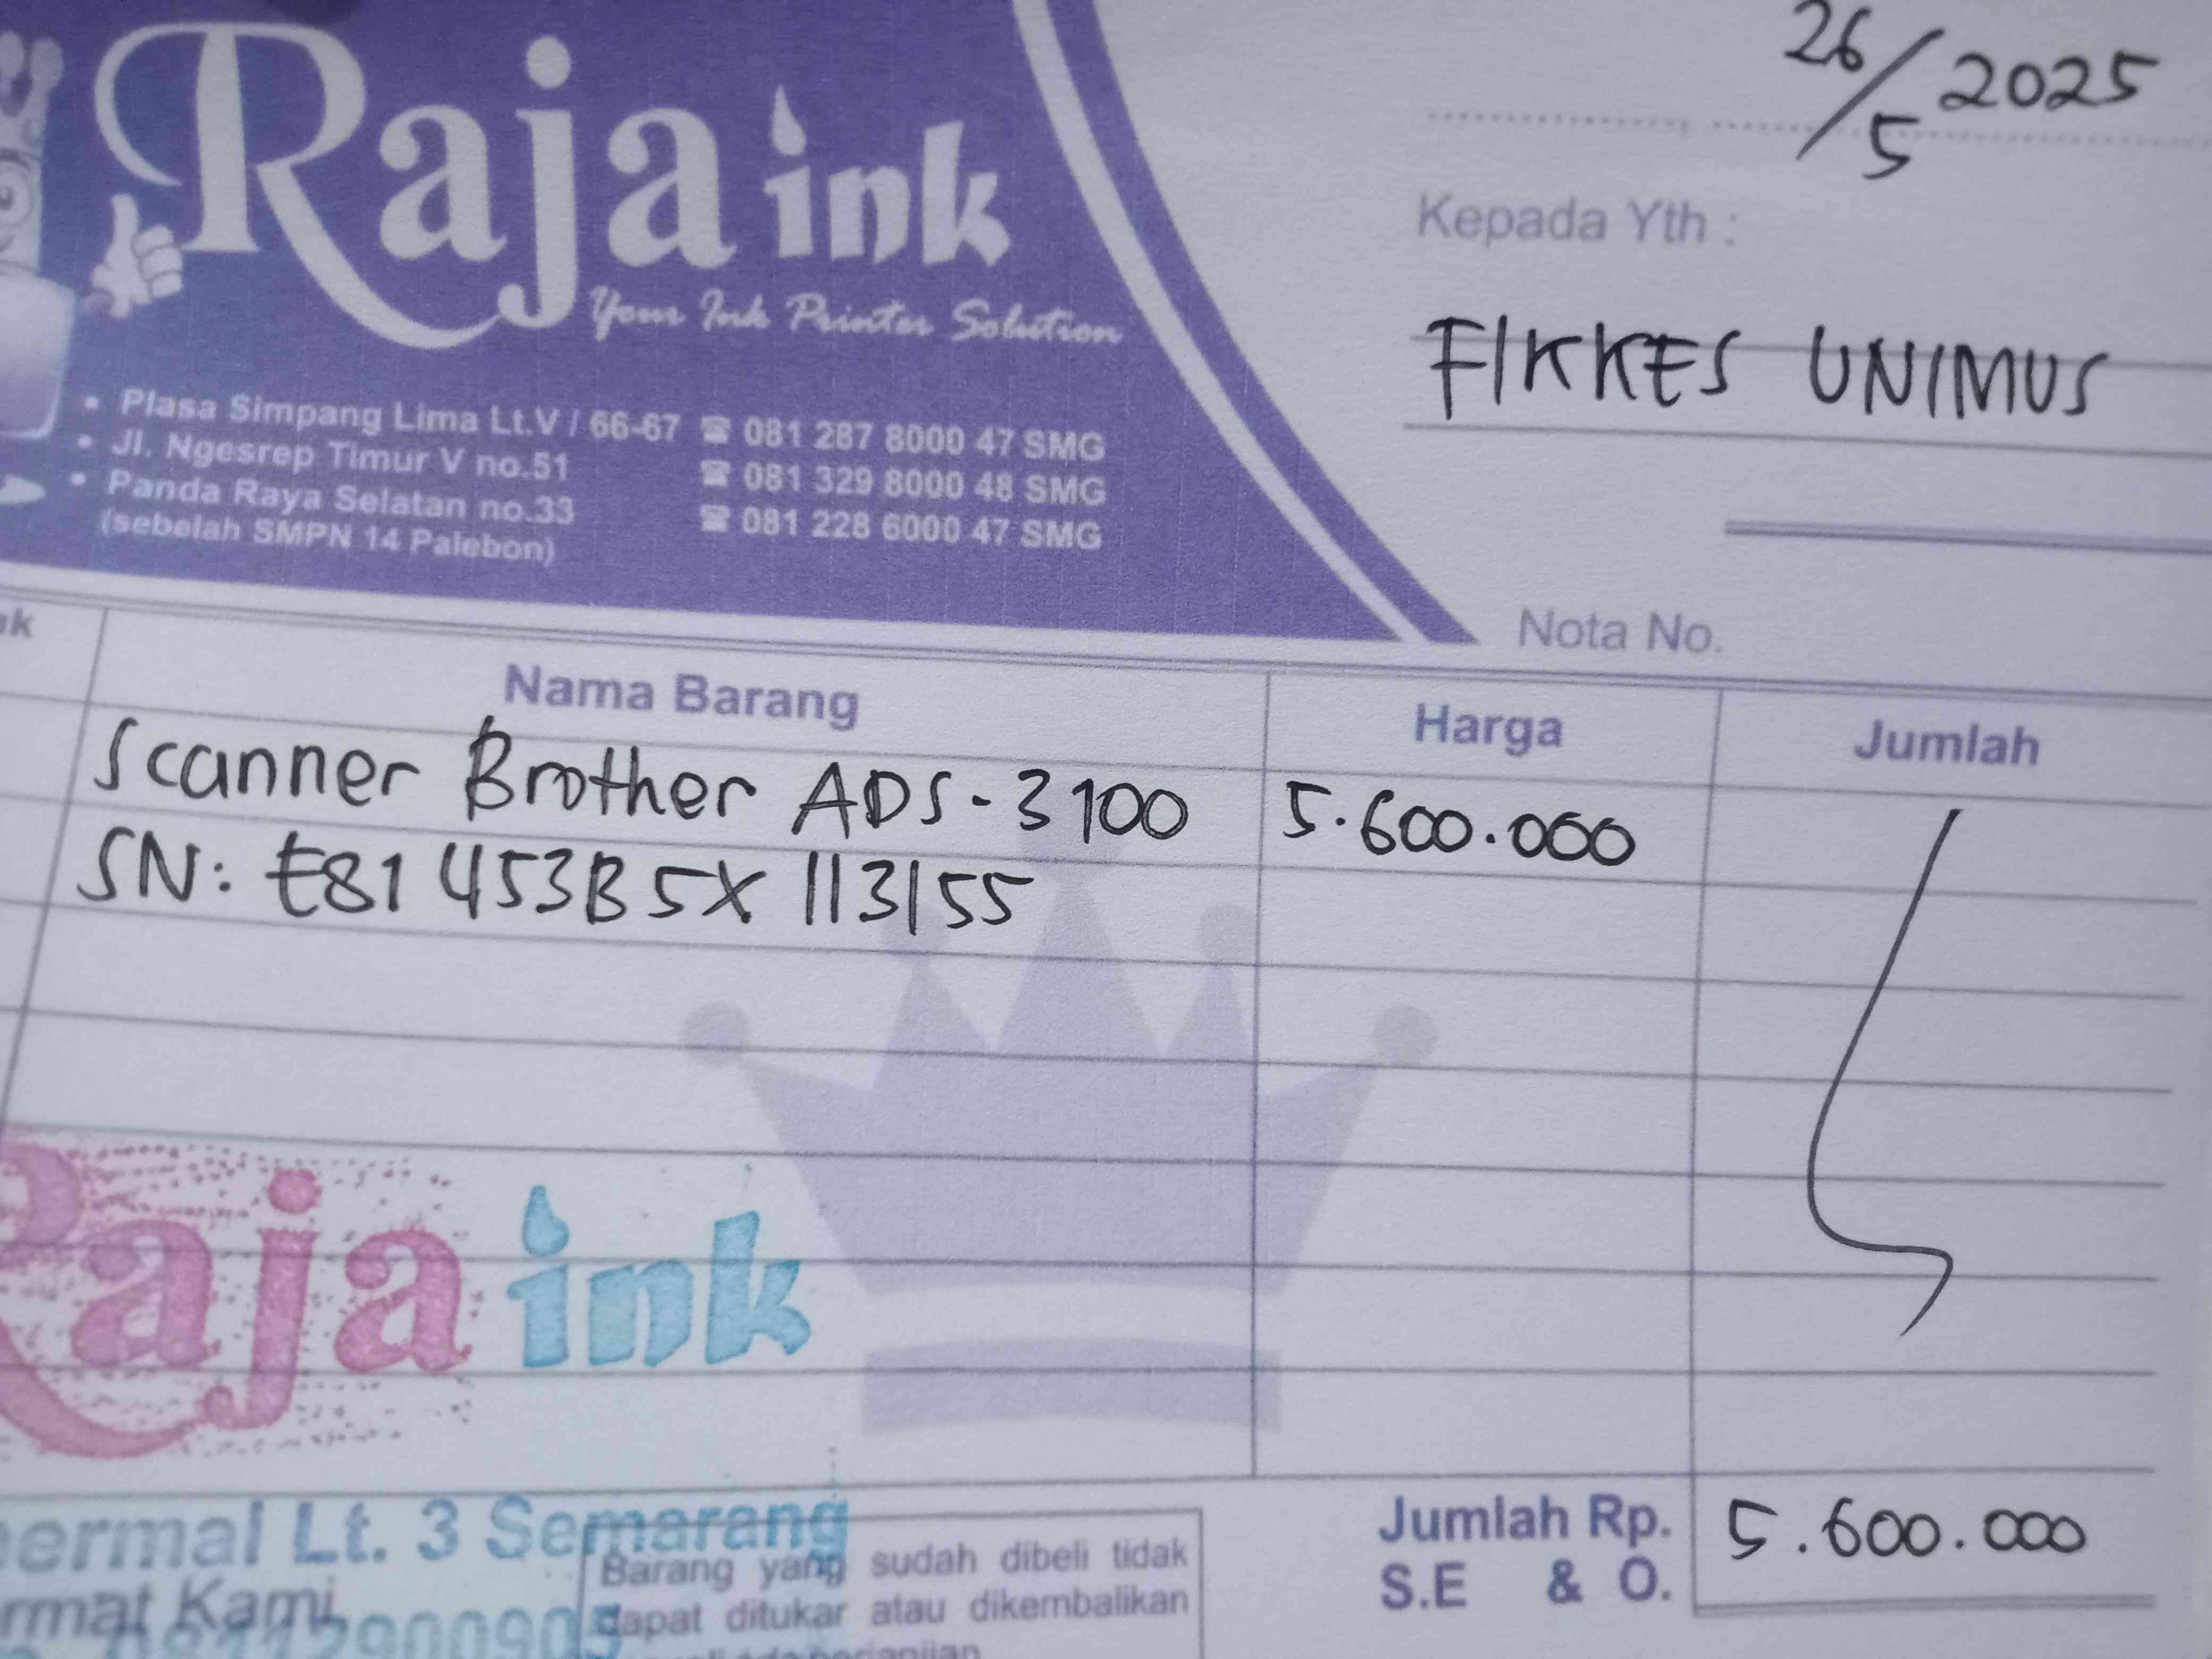 Raja ink
Your Ink Printer Solution
• Plasa Simpang Lima Lt.V / 66-67 ☎ 081 287 8000 47 SMG
• Jl. Ngesrep Timur V no.51 ☎ 081 329 8000 48 SMG
• Panda Raya Selatan no.33 ☎ 081 228 6000 47 SMG
(sebelah SMPN 14 Palebon)
26/5 2025
Kepada Yth :
FIKKES UNIMUS
Nota No.
Nama Barang Harga Jumlah
Scanner Brother ADS-3100 5.600.000
SN: E81453B5X113155
Raja ink
Lt. 3 Semarang
Kami
Barang yang sudah dibeli tidak
dapat ditukar atau dikembalikan
Jumlah Rp. 5.600.000
S.E & O.